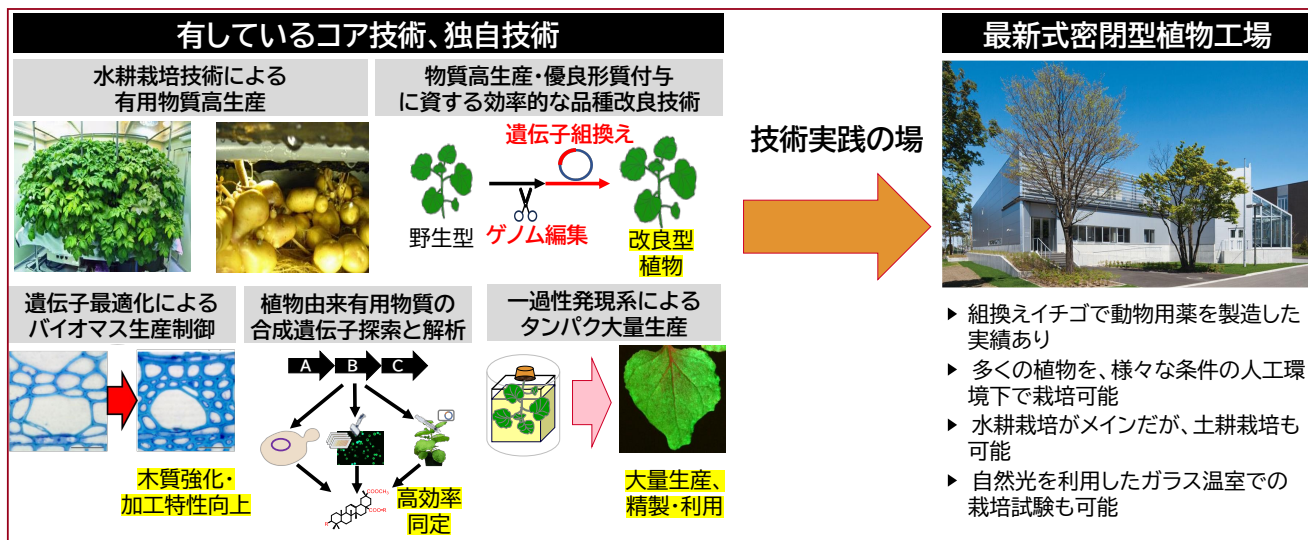 有しているコア技術、独自技術
水耕栽培技術による
有用物質高生産
物質高生産・優良形質付与
に資する効率的な品種改良技術
遺伝子組換え
野生型
ゲノム編集
改良型
植物
遺伝子最適化による
バイオマス生産制御
木質強化・
加工特性向上
植物由来有用物質の
合成遺伝子探索と解析
A B C
COOCH3
COOR
R
高効率
同定
一過性発現系による
タンパク大量生産
大量生産、
精製・利用
技術実践の場
最新式密閉型植物工場
▶ 組換えイチゴで動物用薬を製造した
実績あり
▶ 多くの植物を、様々な条件の人工環
境下で栽培可能
▶ 水耕栽培がメインだが、土耕栽培も
可能
▶ 自然光を利用したガラス温室での
栽培試験も可能